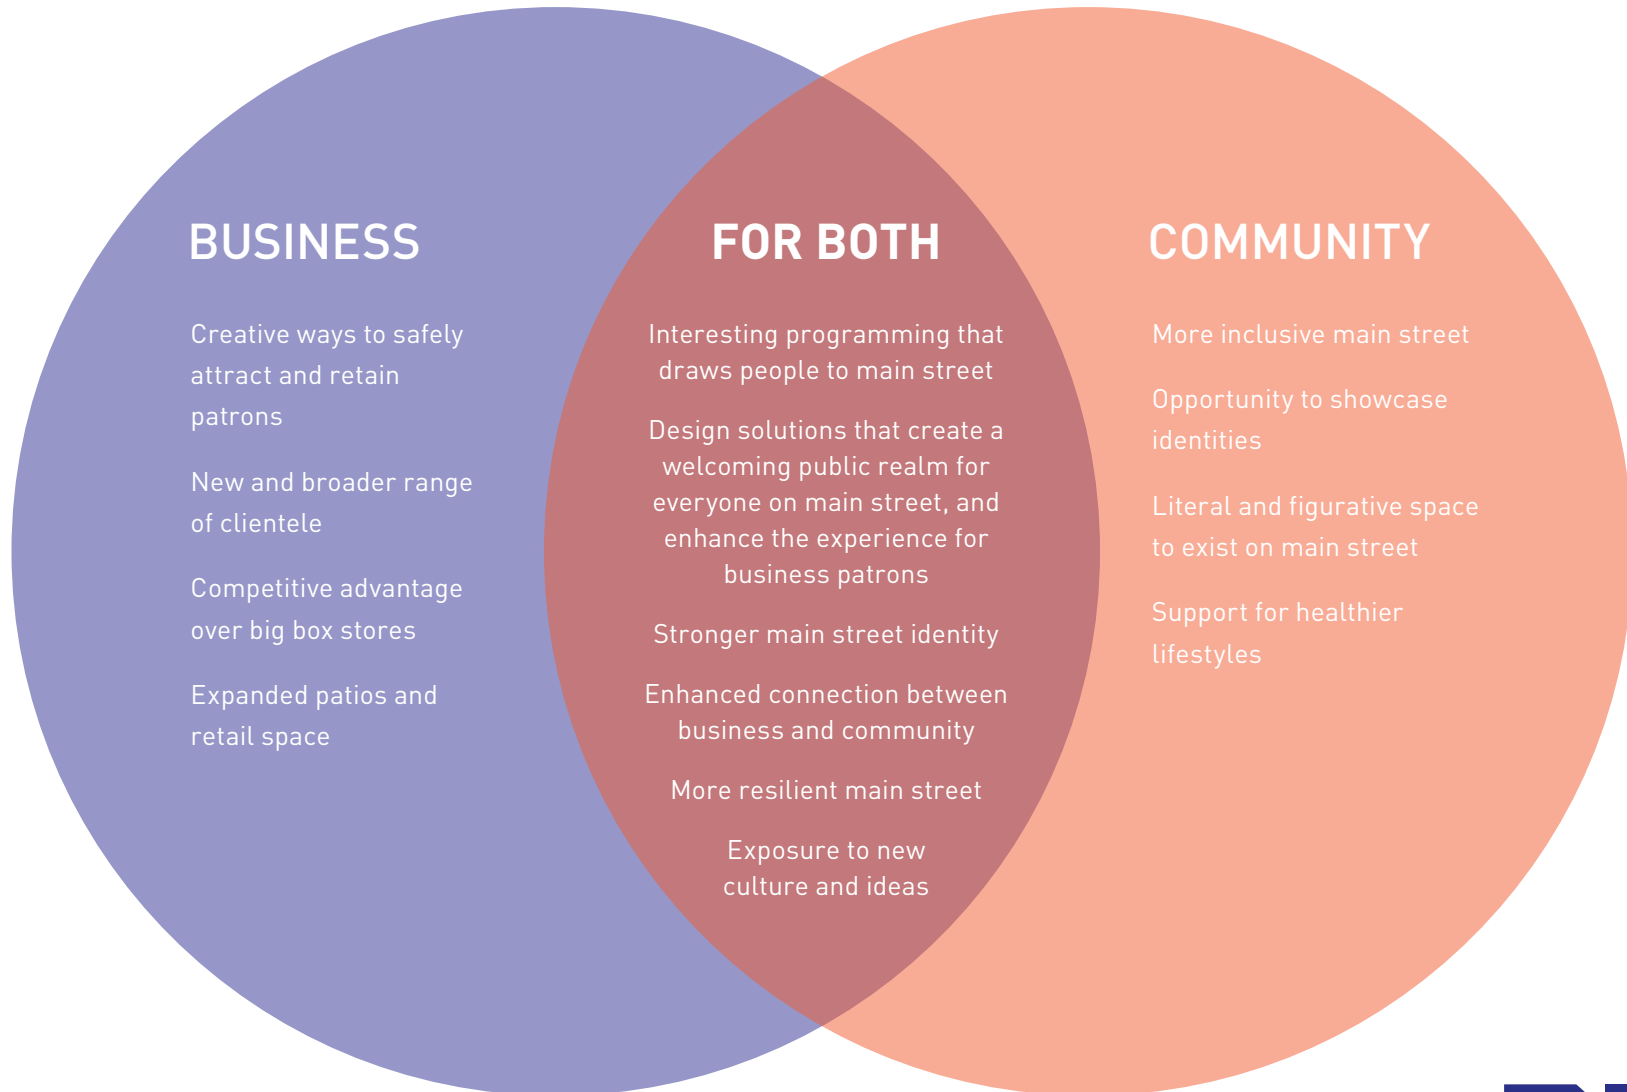 BUSINESS
Creative ways to safely
attract and retain
patrons
New and broader range
of clientele
Competitive advantage
over big box stores
Expanded patios and
retail space
FOR BOTH
Interesting programming that
draws people to main street
Design solutions that create a
welcoming public realm for
everyone on main street, and
enhance the experience for
business patrons
Stronger main street identity
Enhanced connection between
business and community
More resilient main street
Exposure to new
culture and ideas
COMMUNITY
More inclusive main street
Opportunity to showcase
identities
Literal and figurative space
to exist on main street
Support for healthier
lifestyles